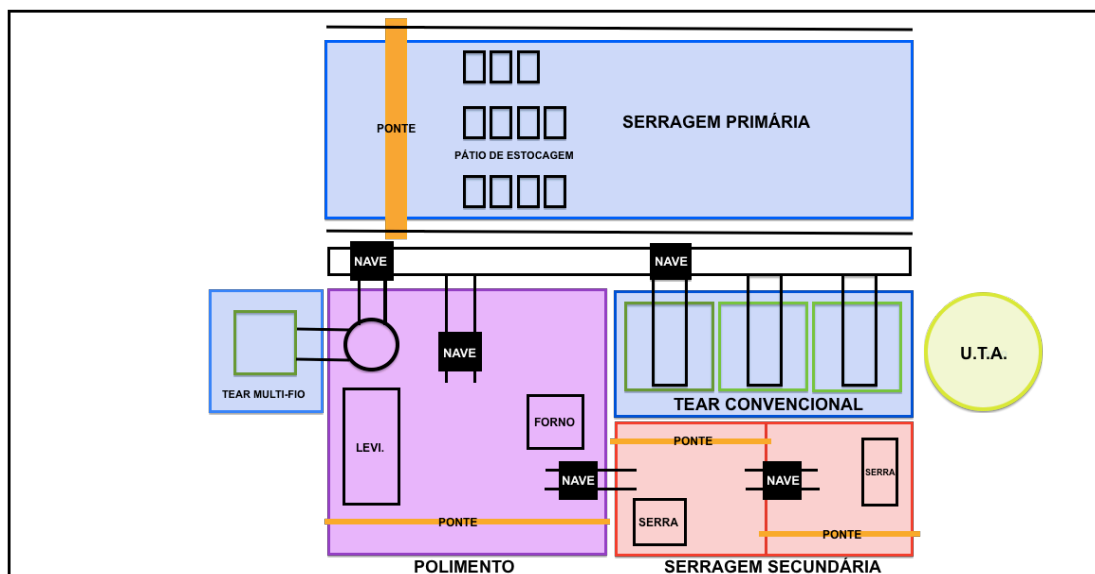 PONTE
SERRAGEM PRIMÁRIA
PÁTIO DE ESTOCAGEM
NAVE
NAVE
NAVE
U.T.A.
TEAR MULTI-FIO
TEAR CONVENCIONAL
FORNO
LEVI.
PONTE
NAVE
NAVE
SERRA
SERRA
PONTE
PONTE
POLIMENTO
SERRAGEM SECUNDÁRIA